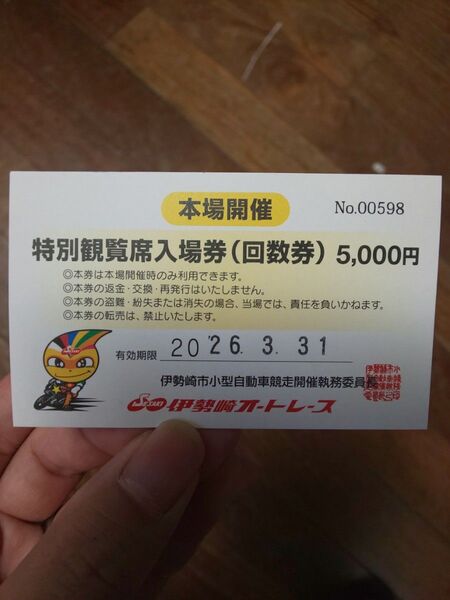 本場開催
No.00598
特別観覧席入場券(回数券) 5,000円
◎本券は本場開催時のみ利用できます。
◎本券の返金・交換・再発行はいたしません。
◎本券の盗難・紛失または消失の場合、当場では、責任を負いかねます。
◎本券の転売は、禁止いたします。
有効期限 20 '26. 3. 31
伊勢崎市小型自動車競走開催執務委員長
伊勢崎オートレース